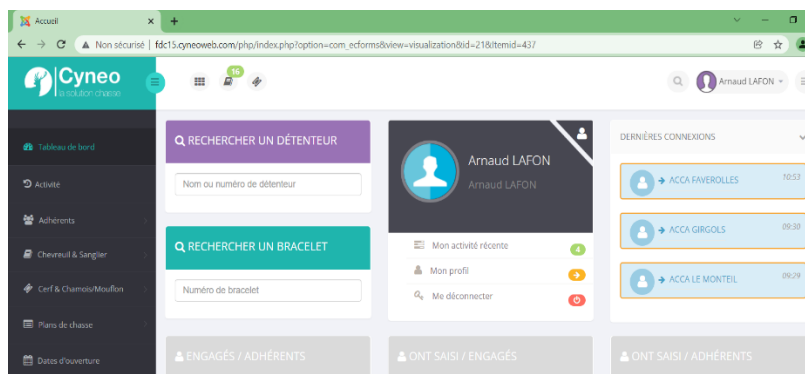 Accueil
Non sécurisé | fdc15.cyneoweb.com/php/index.php?option=com_ecforms&view=visualization&id=21&Itemid=437
Cyneo
la solution chasse
16
Arnaud LAFON
Tableau de bord
Activité
Adhérents
Chevreuil & Sanglier
Cerf & Chamois/Mouflon
Plans de chasse
Dates d'ouverture
RECHERCHER UN DÉTENTEUR
Nom ou numéro de détenteur
RECHERCHER UN BRACELET
Numéro de bracelet
Arnaud LAFON
Arnaud LAFON
Mon activité récente 4
Mon profil
Me déconnecter
DERNIÈRES CONNEXIONS
ACCA FAVEROLLES 10:53
ACCA GIRGOLS 09:30
ACCA LE MONTEIL 09:29
ENGAGÉS / ADHÉRENTS
ONT SAISI / ENGAGÉS
ONT SAISI / ADHÉRENTS